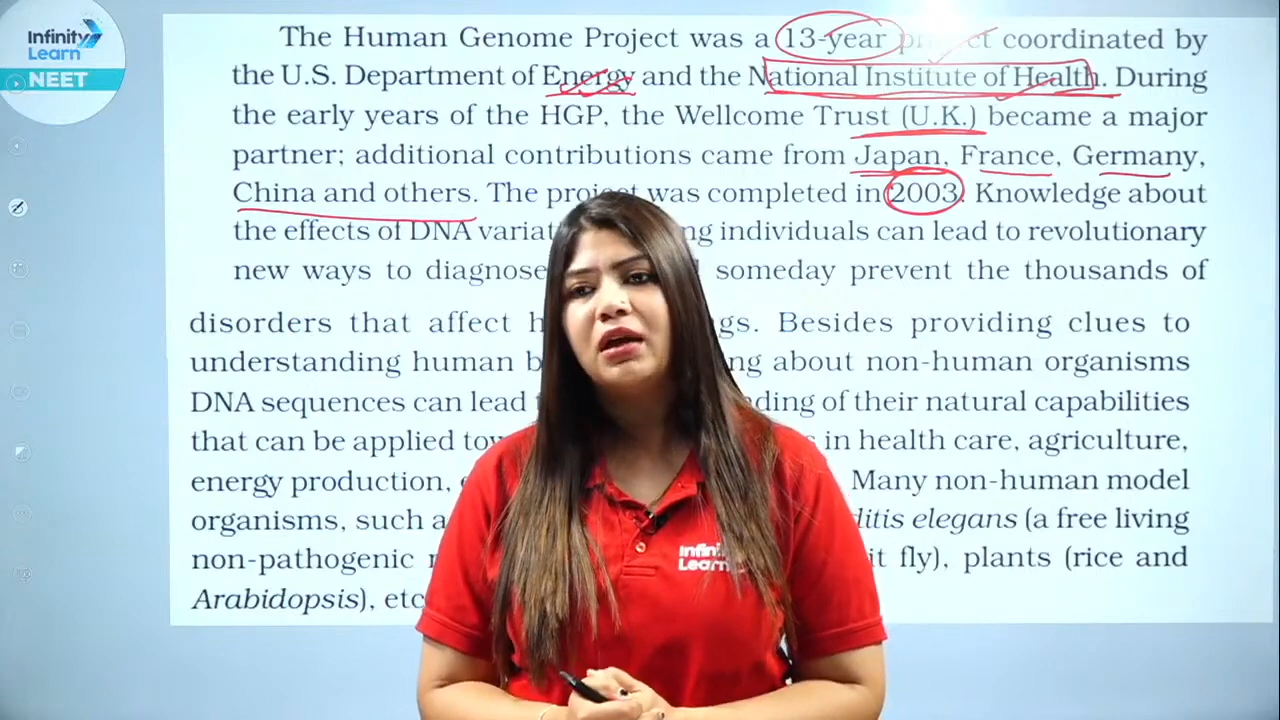 Infinity
Learn
NEET
The Human Genome Project was a 13-year project coordinated by
the U.S. Department of Energy and the National Institute of Health. During
the early years of the HGP, the Wellcome Trust (U.K.) became a major
partner; additional contributions came from Japan, France, Germany,
China and others. The project was completed in 2003. Knowledge about
the effects of DNA individuals can lead to revolutionary
new ways to diagnose someday prevent the thousands of
disorders that affect Besides providing clues to
understanding human about non-human organisms
DNA sequences can lead of their natural capabilities
that can be applied in health care, agriculture,
energy production, Many non-human model
organisms, such elegans (a free living
non-pathogenic fly), plants (rice and
Arabidopsis), etc
Infinity
Learn